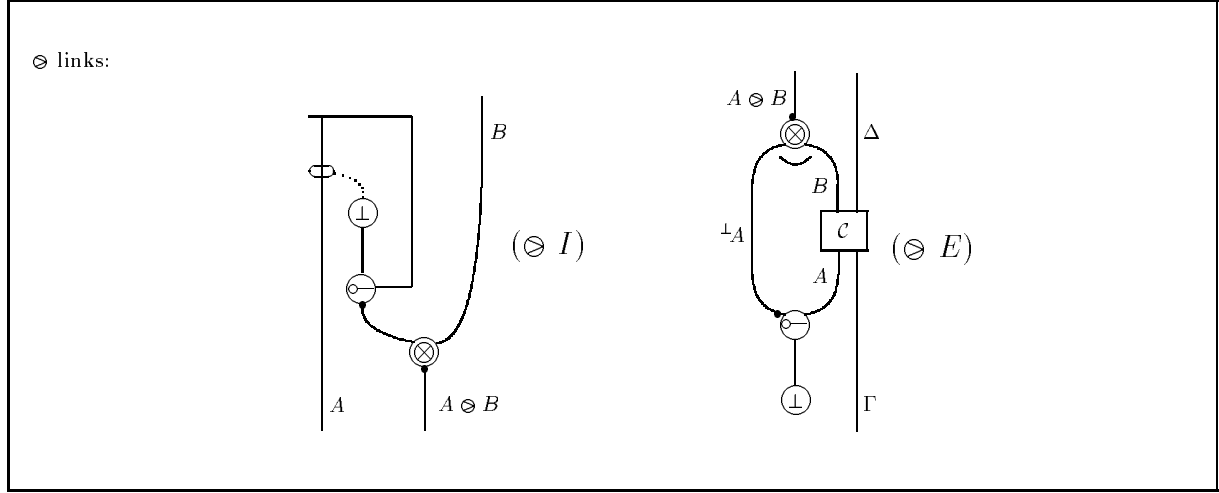 ⧁ links:
B
⊥
⟜
(⧁ I)
⊗
A
A ⧁ B
A ⧁ B
Δ
⊗
B
⊥A
C
(⧁ E)
A
⟜
⊥
Γ